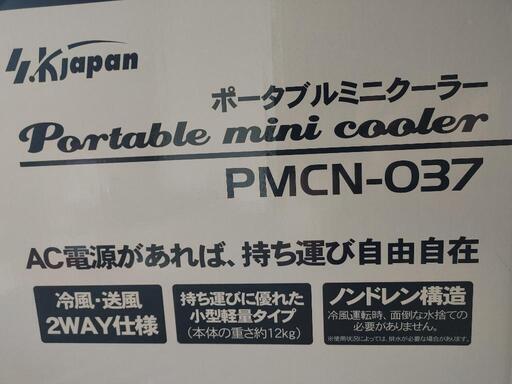 S.Kjapan
ポータブルミニクーラー
Portable mini cooler
PMCN-037
AC電源があれば、持ち運び自由自在
冷風・送風
2WAY仕様
持ち運びに優れた
小型軽量タイプ
(本体の重さ約12kg)
ノンドレン構造
冷風運転時、面倒な水捨ての
必要がありません。
※使用状況によっては、排水が必要な場合があります。